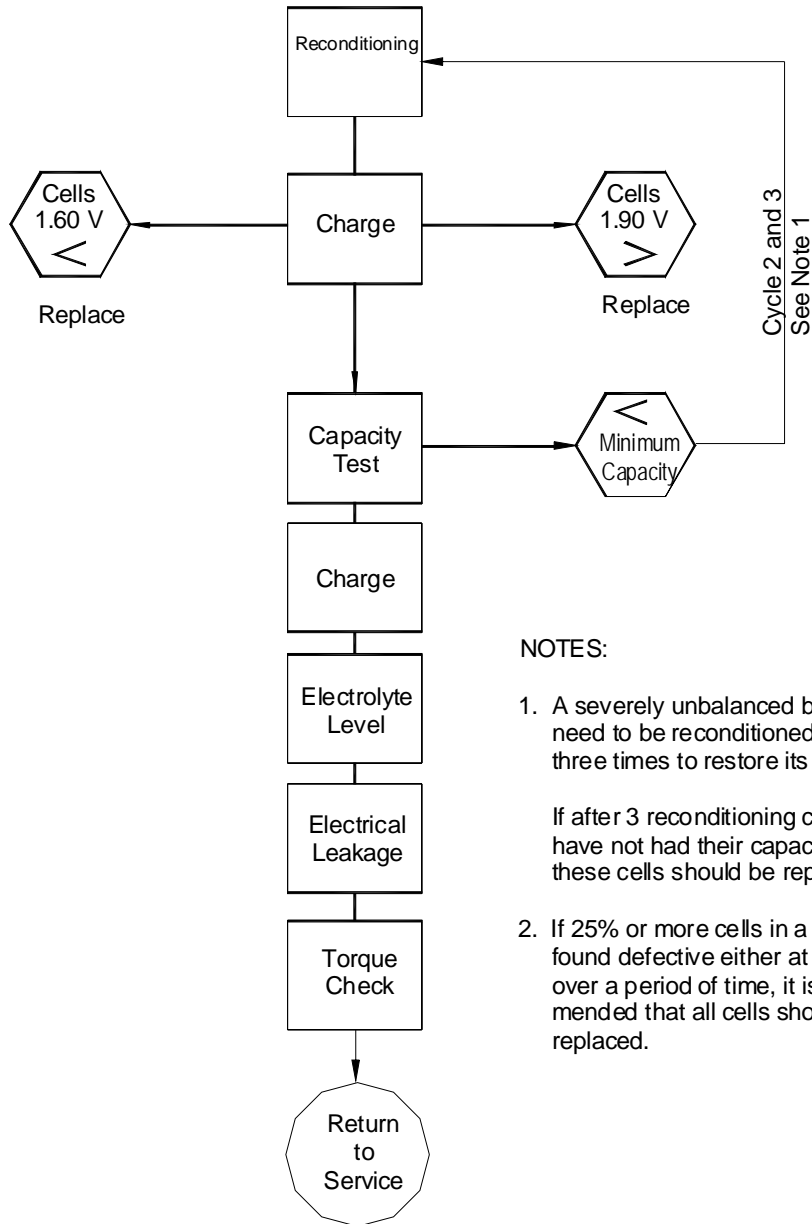 Reconditioning
Cells
1.60 V
<
Replace
Charge
Cells
1.90 V
>
Replace
Cycle 2 and 3
See Note 1
Capacity
Test
<
Minimum
Capacity
Charge
Electrolyte
Level
Electrical
Leakage
Torque
Check
Return
to
Service
NOTES:
1. A severely unbalanced
need to be reconditioned
three times to restore its
If after 3 reconditioning
have not had their
these cells should be
2. If 25% or more cells in a
found defective either at
over a period of time, it
mended that all cells
replaced.